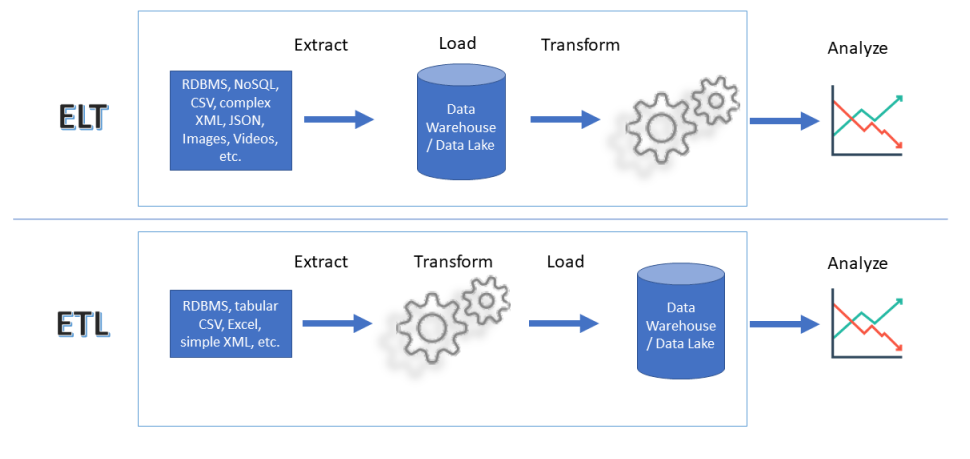 Extract
Load
Transform
Analyze
ELT
RDBMS, NoSQL,
CSV, complex
XML, JSON,
Images, Videos,
etc.
Data
Warehouse
/ Data Lake
Extract
Transform
Load
Analyze
ETL
RDBMS, tabular
CSV, Excel,
simple XML, etc.
Data
Warehouse
/ Data Lake